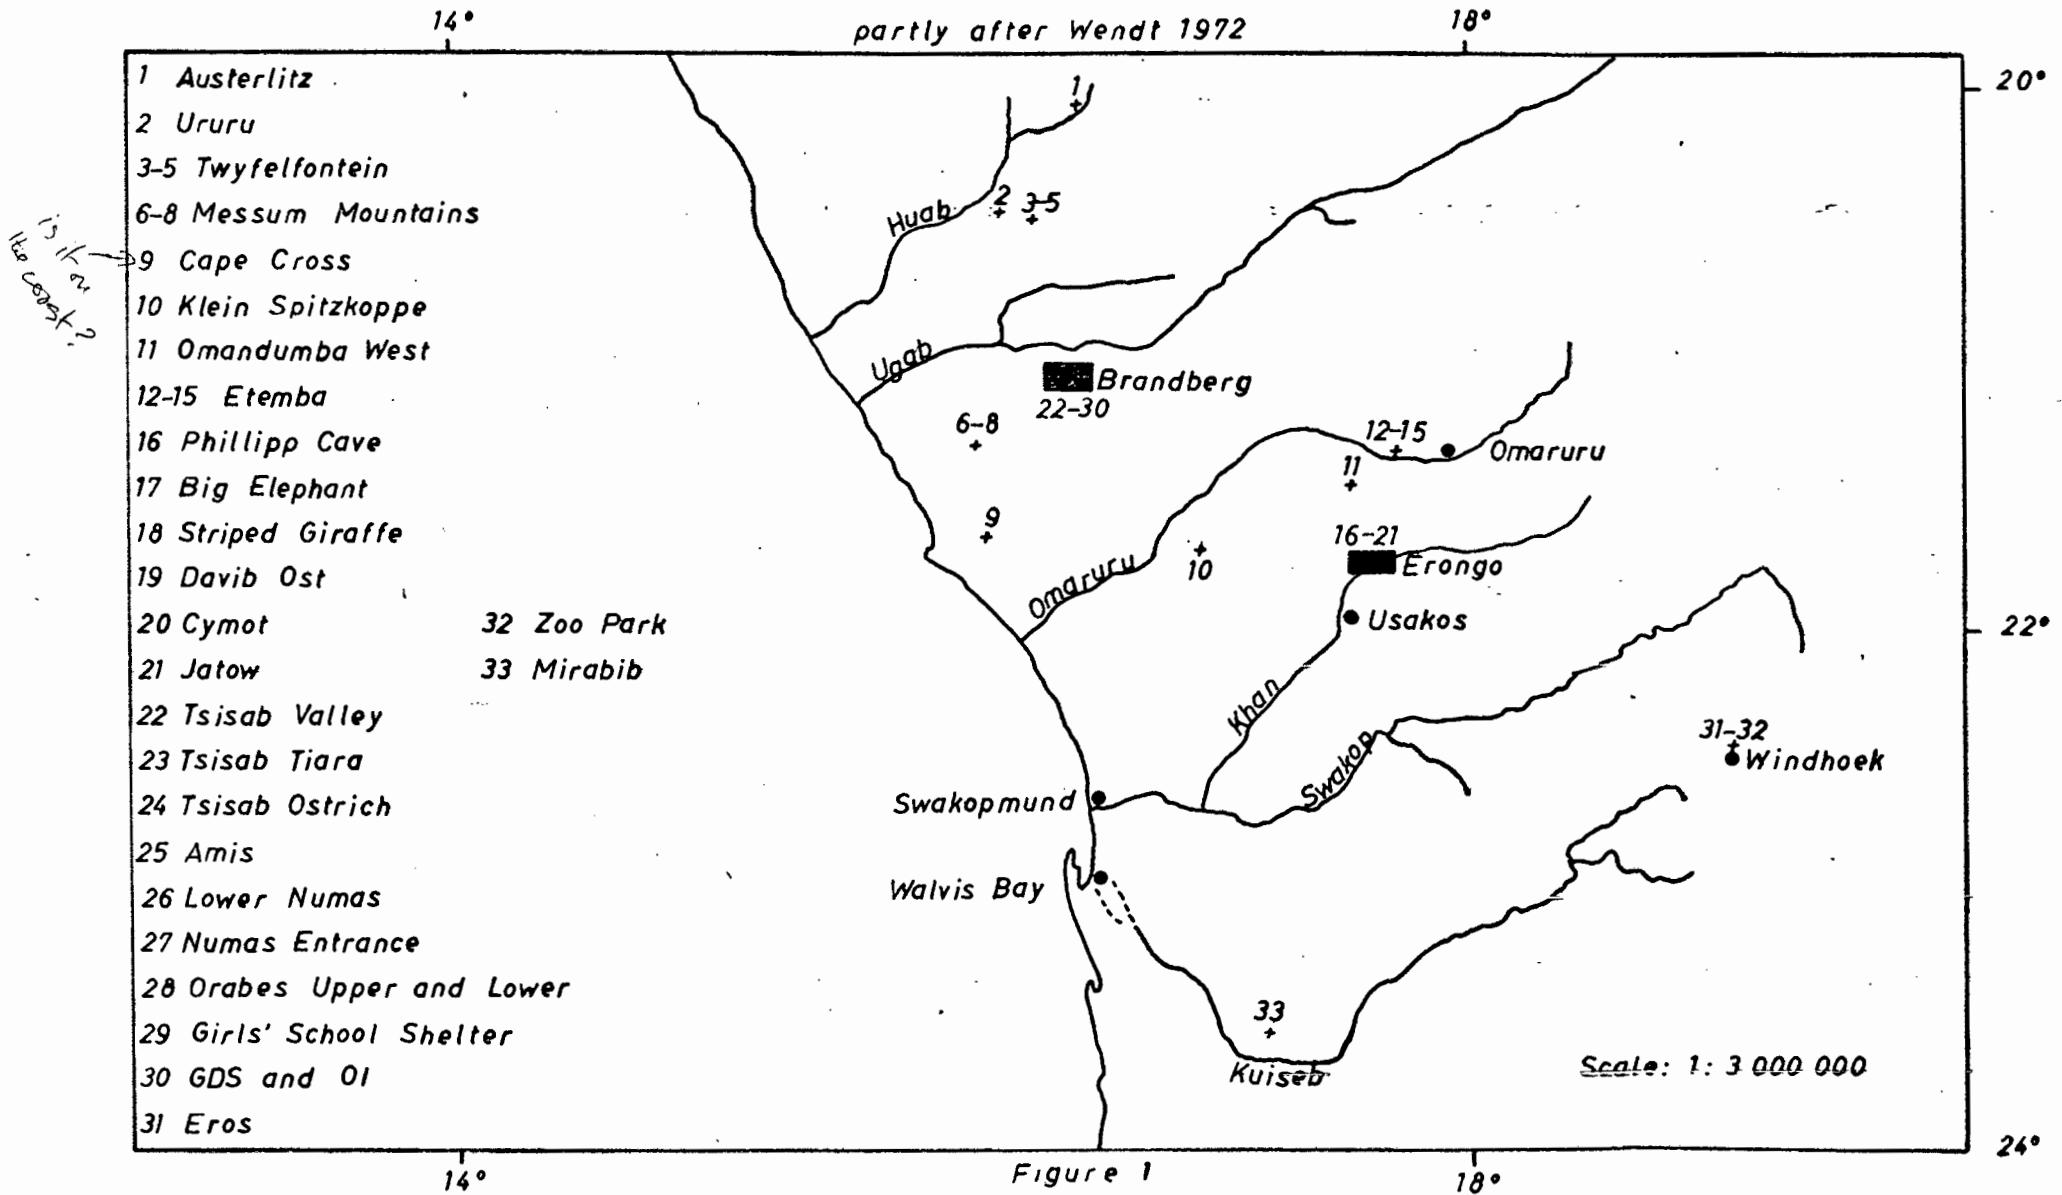 14°
partly after Wendt 1972
18°
1 Austerlitz
2 Ururu
3-5 Twyfelfontein
6-8 Messum Mountains
is it on
the coast?
9 Cape Cross
10 Klein Spitzkoppe
11 Omandumba West
12-15 Etemba
16 Phillipp Cave
17 Big Elephant
18 Striped Giraffe
19 Davib Ost
20 Cymot
21 Jatow
22 Tsisab Valley
23 Tsisab Tiara
24 Tsisab Ostrich
25 Amis
26 Lower Numas
27 Numas Entrance
28 Orabes Upper and Lower
29 Girls' School Shelter
30 GDS and OI
31 Eros
32 Zoo Park
33 Mirabib
1
20°
2
3-5
Huab
Ugab
Brandberg
22-30
6-8
12-15
Omaruru
11
9
16-21
10
Erongo
Omaruru
Usakos
22°
Khan
31-32
Windhoek
Swakop
Swakopmund
Walvis Bay
33
Kuiseb
Scale: 1: 3 000 000
24°
14°
Figure 1
18°